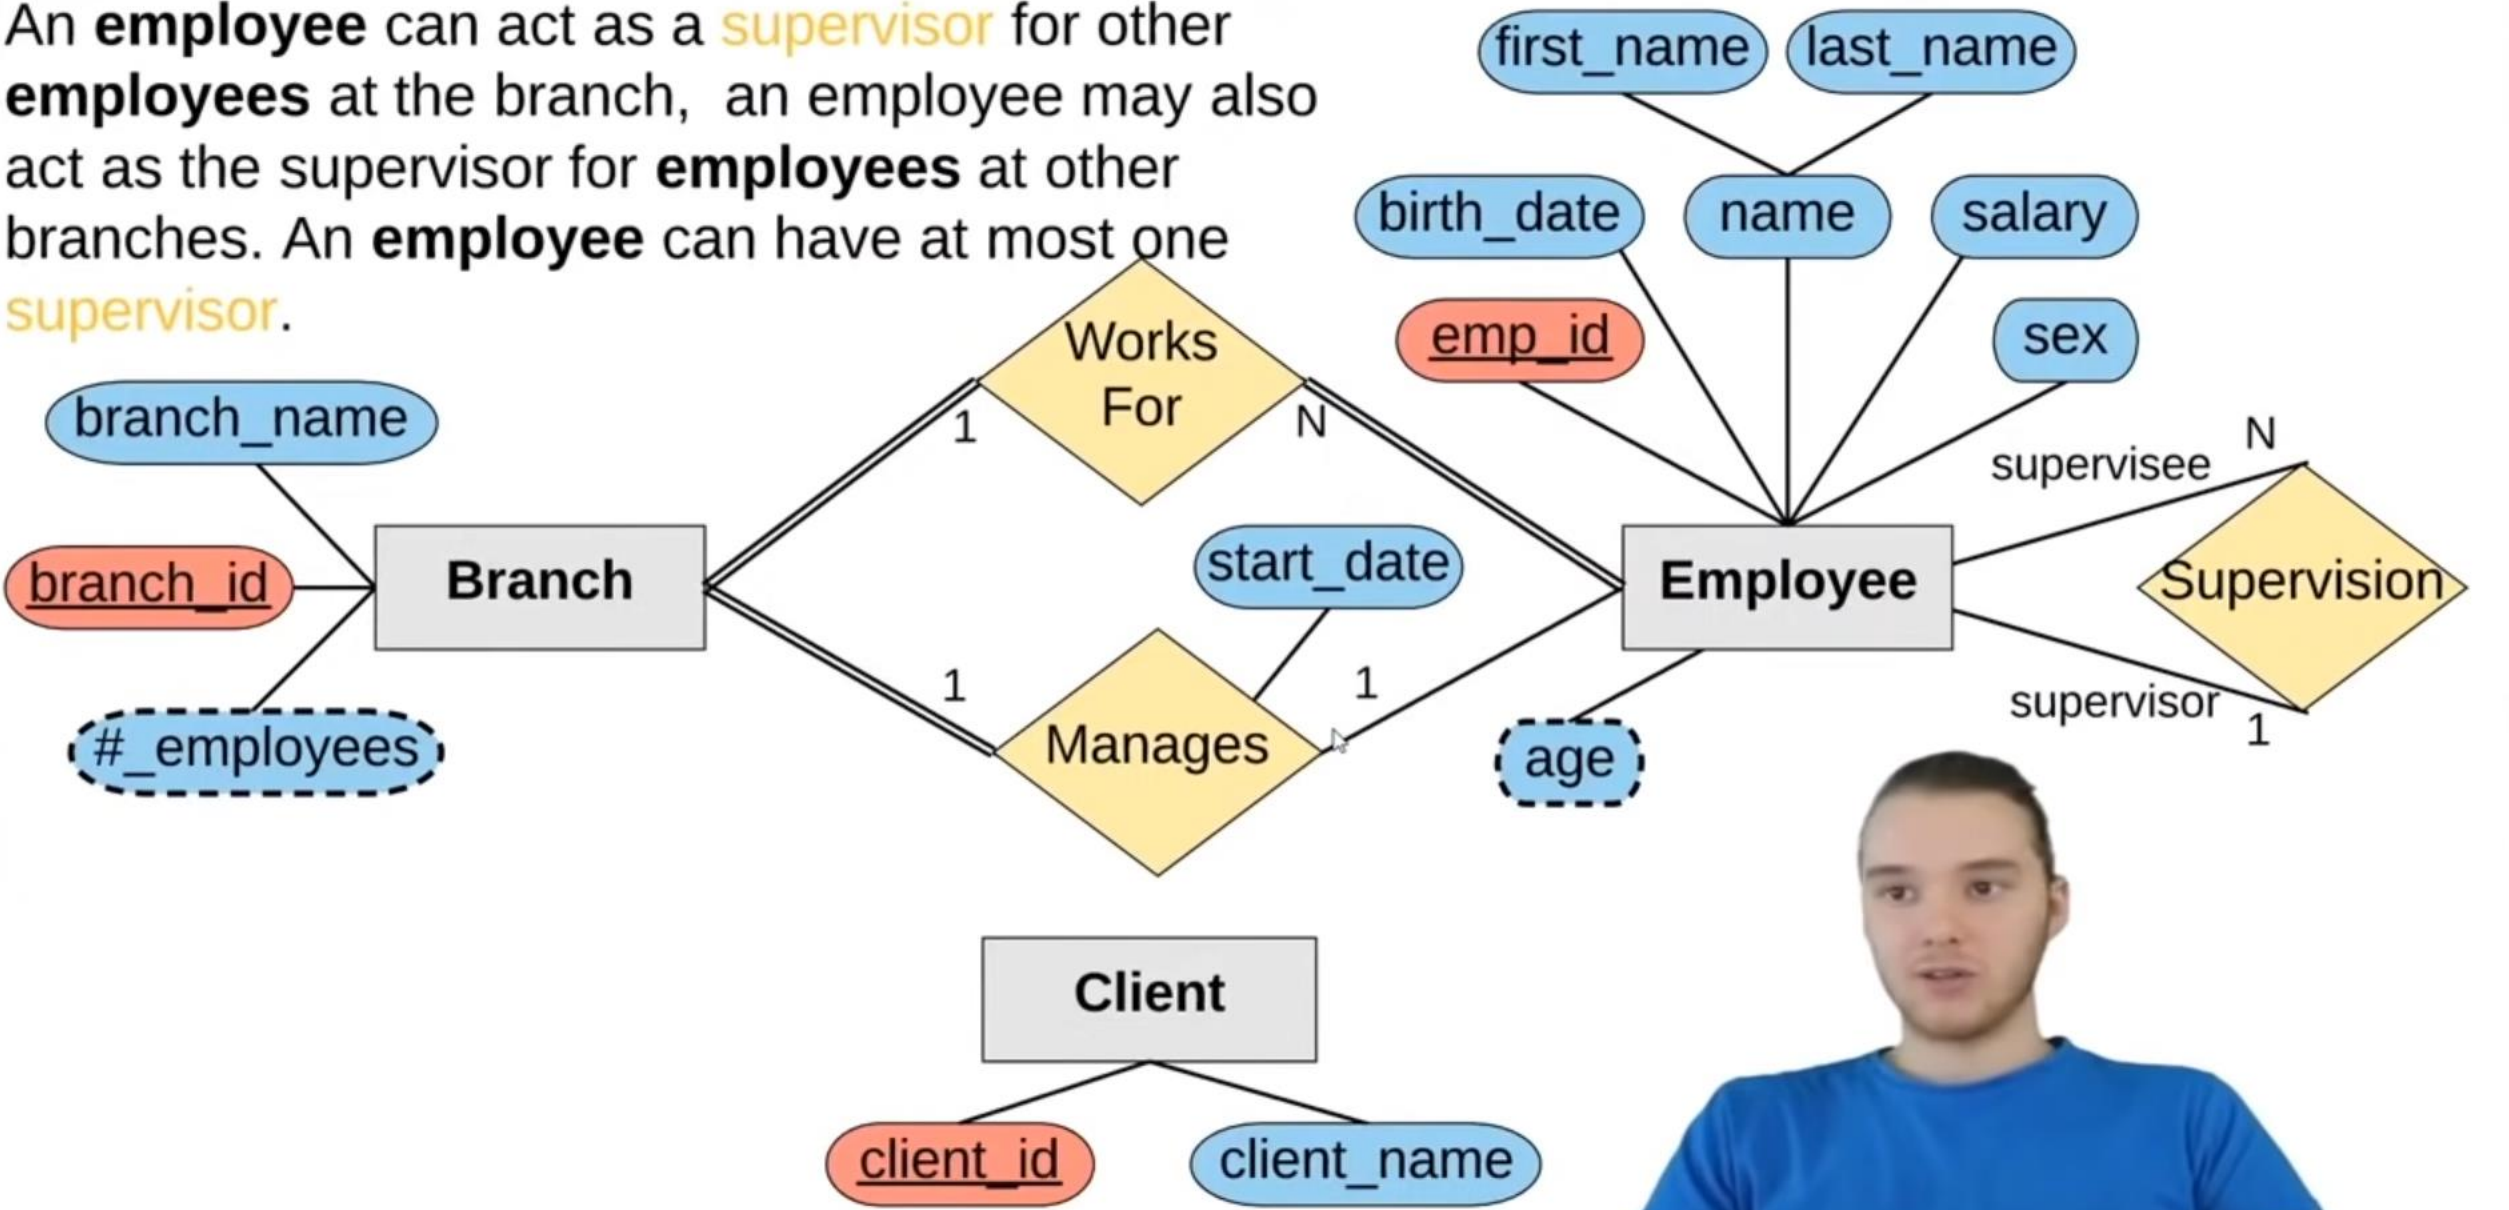 An employee can act as a supervisor for other
employees at the branch,  an employee may also
act as the supervisor for employees at other
branches. An employee can have at most one
supervisor.
first_name
last_name
birth_date
name
salary
emp_id
sex
Works
For
1
N
branch_name
branch_id
#_employees
Branch
start_date
Employee
supervisee
N
Supervision
supervisor
1
1
Manages
1
age
Client
client_id
client_name